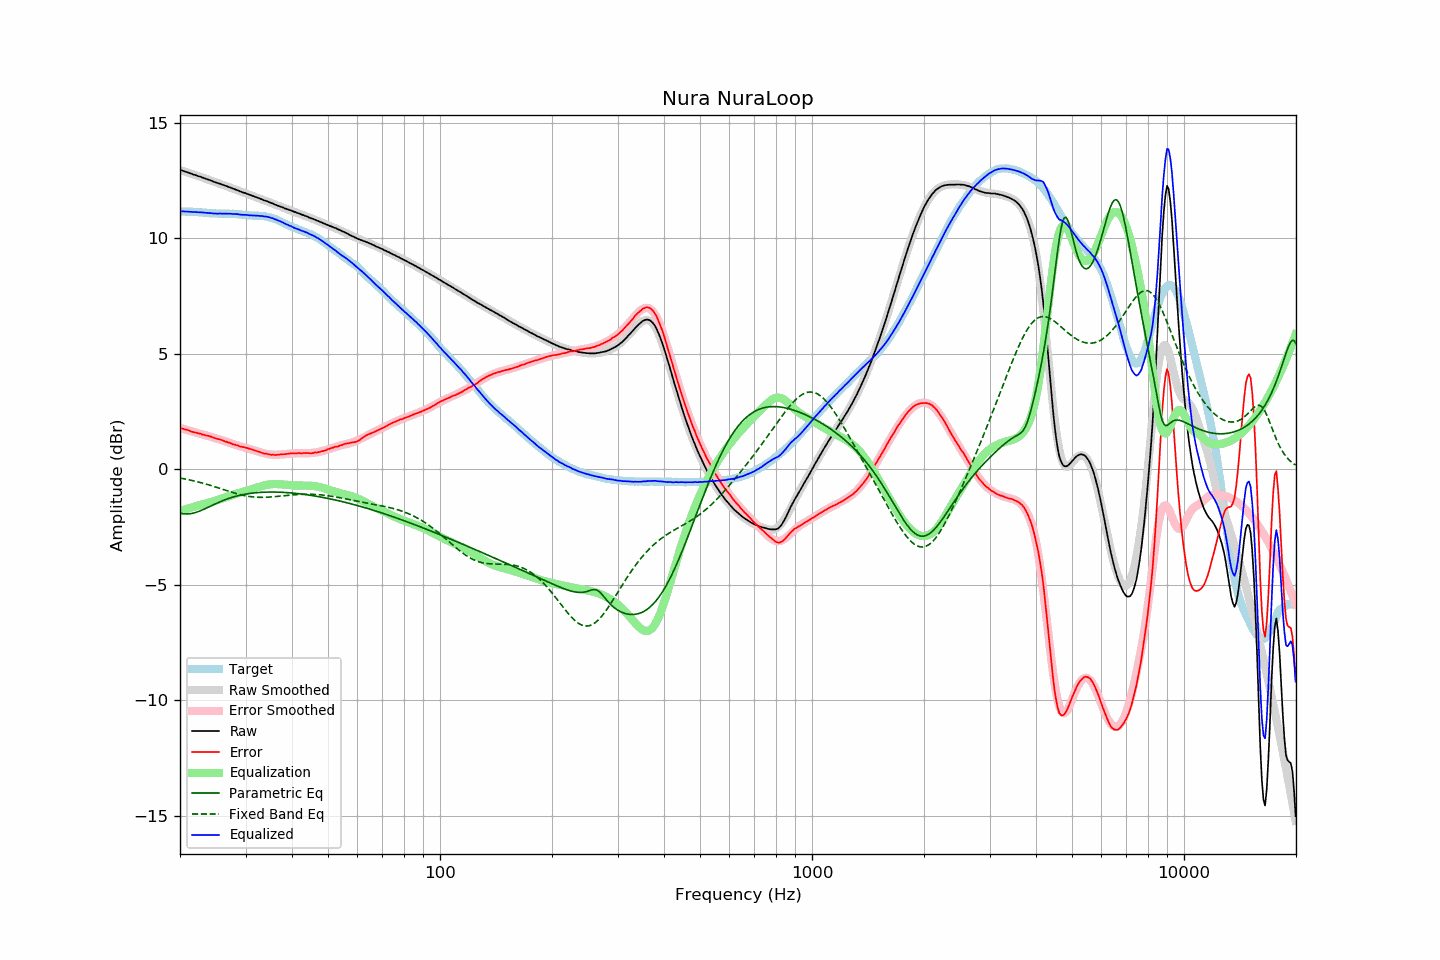 Nura NuraLoop
Amplitude (dBr)
15
10
5
0
−5
−10
−15
Target
Raw Smoothed
Error Smoothed
Raw
Error
Equalization
Parametric Eq
Fixed Band Eq
Equalized
100
1000
10000
Frequency (Hz)